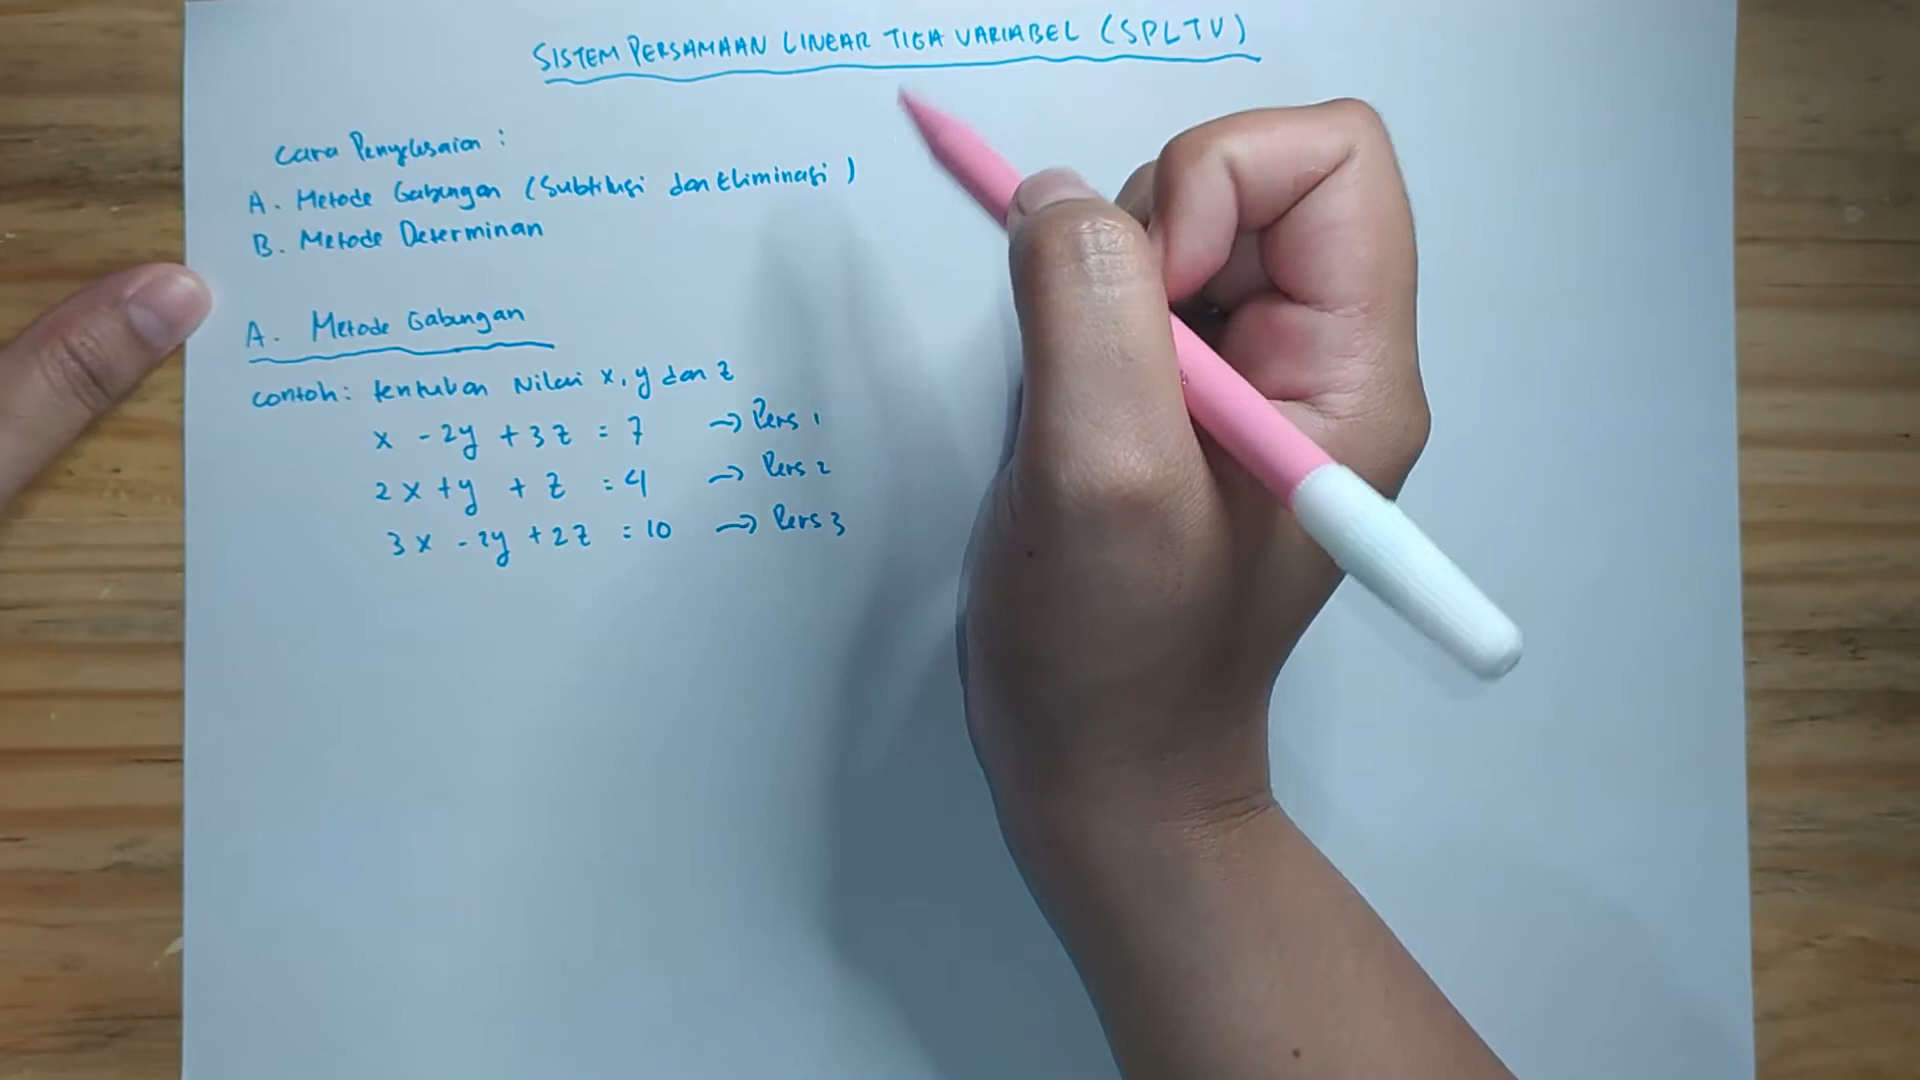 SISTEM PERSAMAAN LINEAR TIGA VARIABEL (SPLTV)
Cara Penyelesaian :
A. Metode Gabungan (Subtitusi dan Eliminasi)
B. Metode Determinan
A. Metode Gabungan
Contoh: tentukan Nilai x, y dan z
x - 2y + 3z = 7 → Pers 1
2x + y + z = 4 → Pers 2
3x - 2y + 2z = 10 → Pers 3